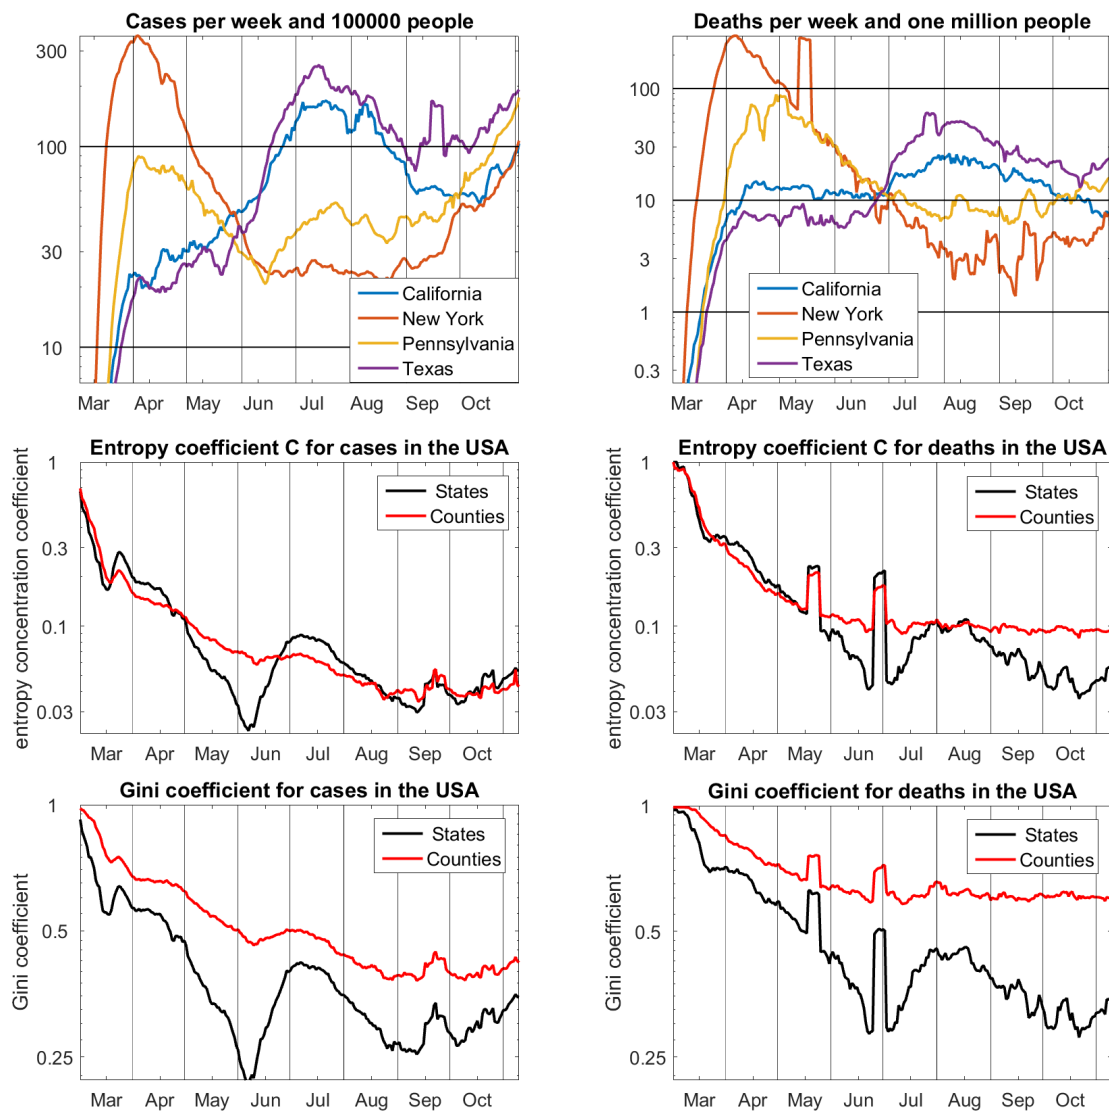 Cases per week and 100000 people
300
100
30
10
California
New York
Pennsylvania
Texas
Mar Apr May Jun Jul Aug Sep Oct
Deaths per week and one million people
100
30
10
3
1
0.3
California
New York
Pennsylvania
Texas
Mar Apr May Jun Jul Aug Sep Oct
Entropy coefficient C for cases in the USA
entropy concentration coefficient
1
0.3
0.1
0.03
States
Counties
Mar Apr May Jun Jul Aug Sep Oct
Entropy coefficient C for deaths in the USA
entropy concentration coefficient
1
0.3
0.1
0.03
States
Counties
Mar Apr May Jun Jul Aug Sep Oct
Gini coefficient for cases in the USA
Gini coefficient
1
0.5
0.25
States
Counties
Mar Apr May Jun Jul Aug Sep Oct
Gini coefficient for deaths in the USA
Gini coefficient
1
0.5
0.25
States
Counties
Mar Apr May Jun Jul Aug Sep Oct